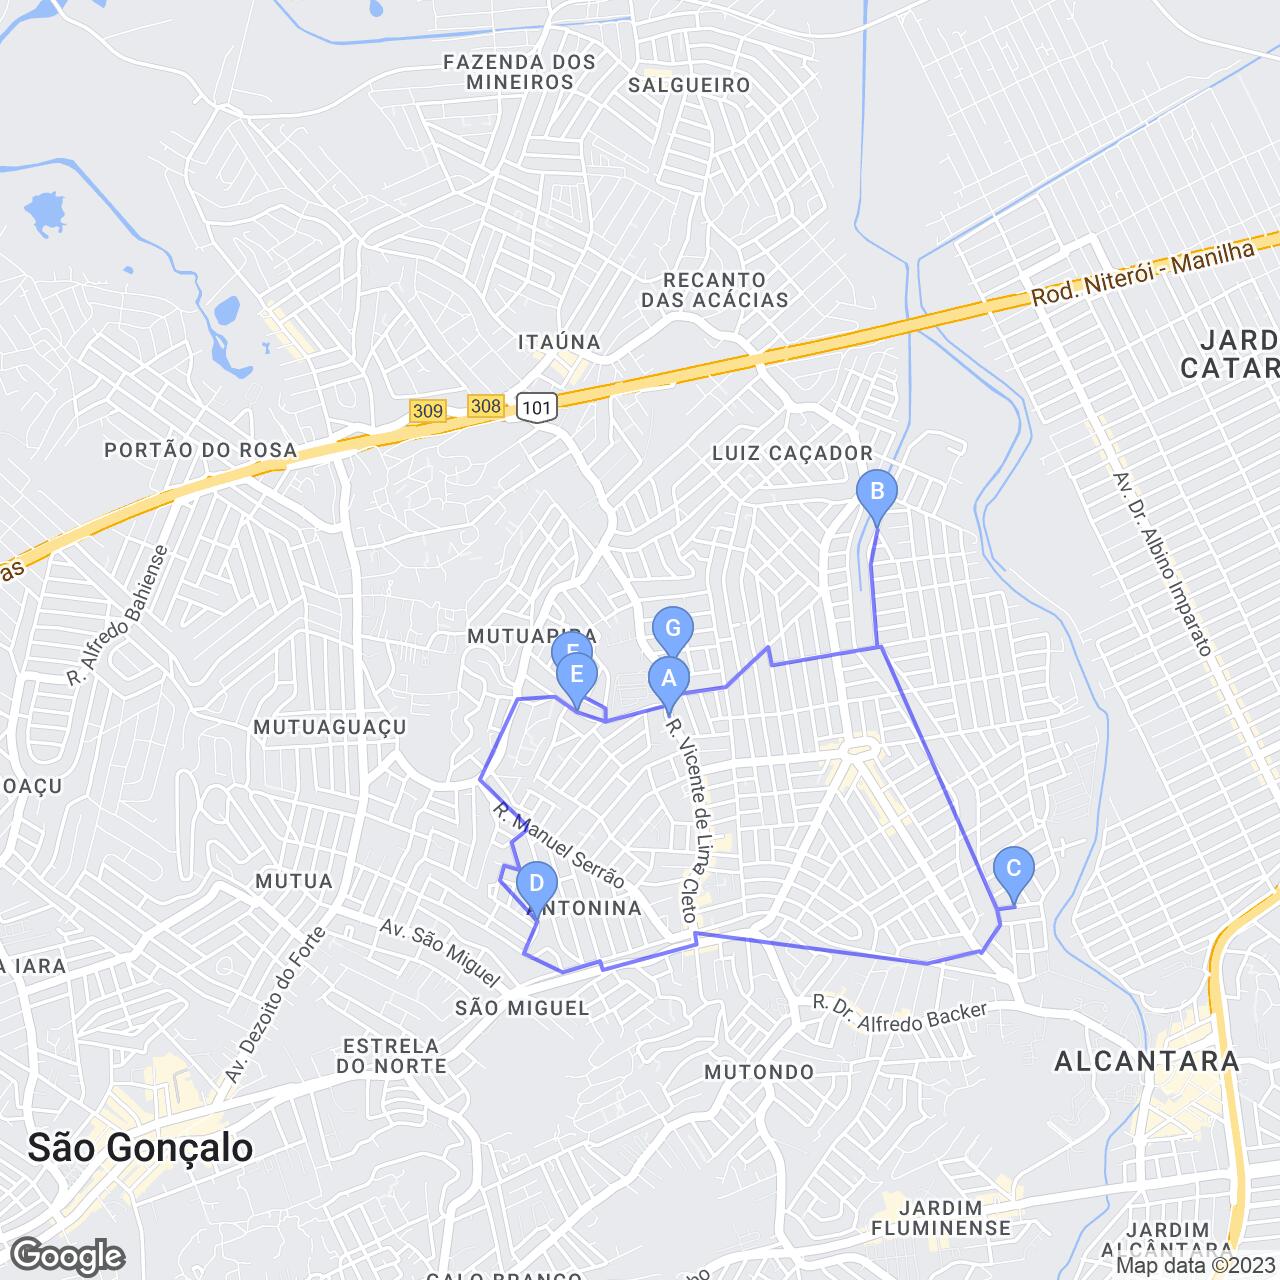 FAZENDA DOS
MINEIROS
SALGUEIRO
RECANTO
DAS ACÁCIAS
Rod. Niterói - Manilha
ITAÚNA
JARD
CATAR
309
308
101
PORTÃO DO ROSA
LUIZ CAÇADOR
B
Av. Dr. Albino Imparato
as
R. Alfredo Bahiense
MUTUAPIRA
G
E
A
MUTUAGUAÇU
R. Vicente de Lima Cleto
OAÇU
R. Manuel Serrão
C
MUTUA
D
ANTONINA
Av. São Miguel
A IARA
Av. Dezoito do Forte
SÃO MIGUEL
R. Dr. Alfredo Backer
ESTRELA
DO NORTE
ALCANTARA
MUTONDO
São Gonçalo
JARDIM
FLUMINENSE
JARDIM
ALCÂNTARA
Google
GALO BRANCO
ho
Map data ©2023